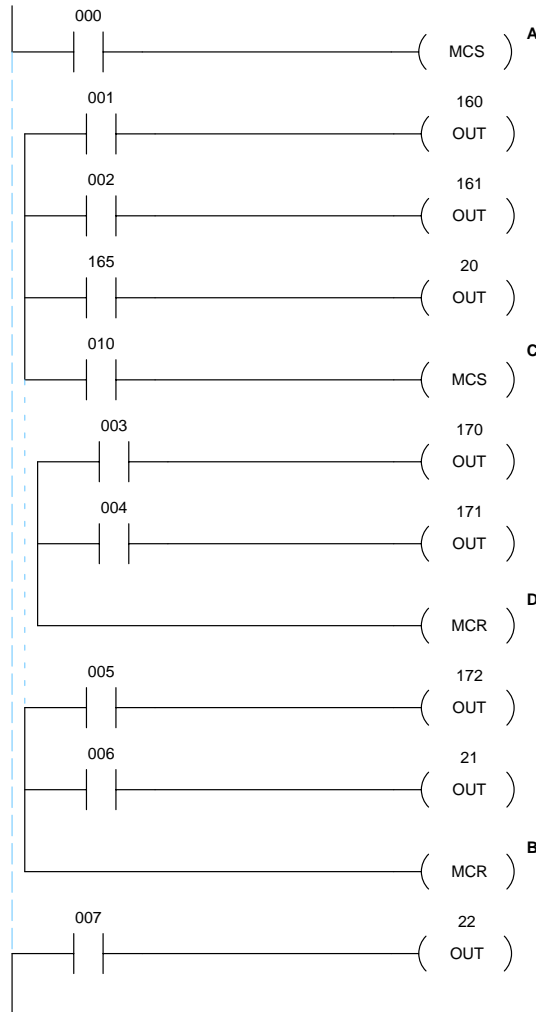 000
MCS A
001 160
OUT
002 161
OUT
165 20
OUT
010 C
MCS
003 170
OUT
004 171
OUT
D
MCR
005 172
OUT
006 21
OUT
B
MCR
007 22
OUT